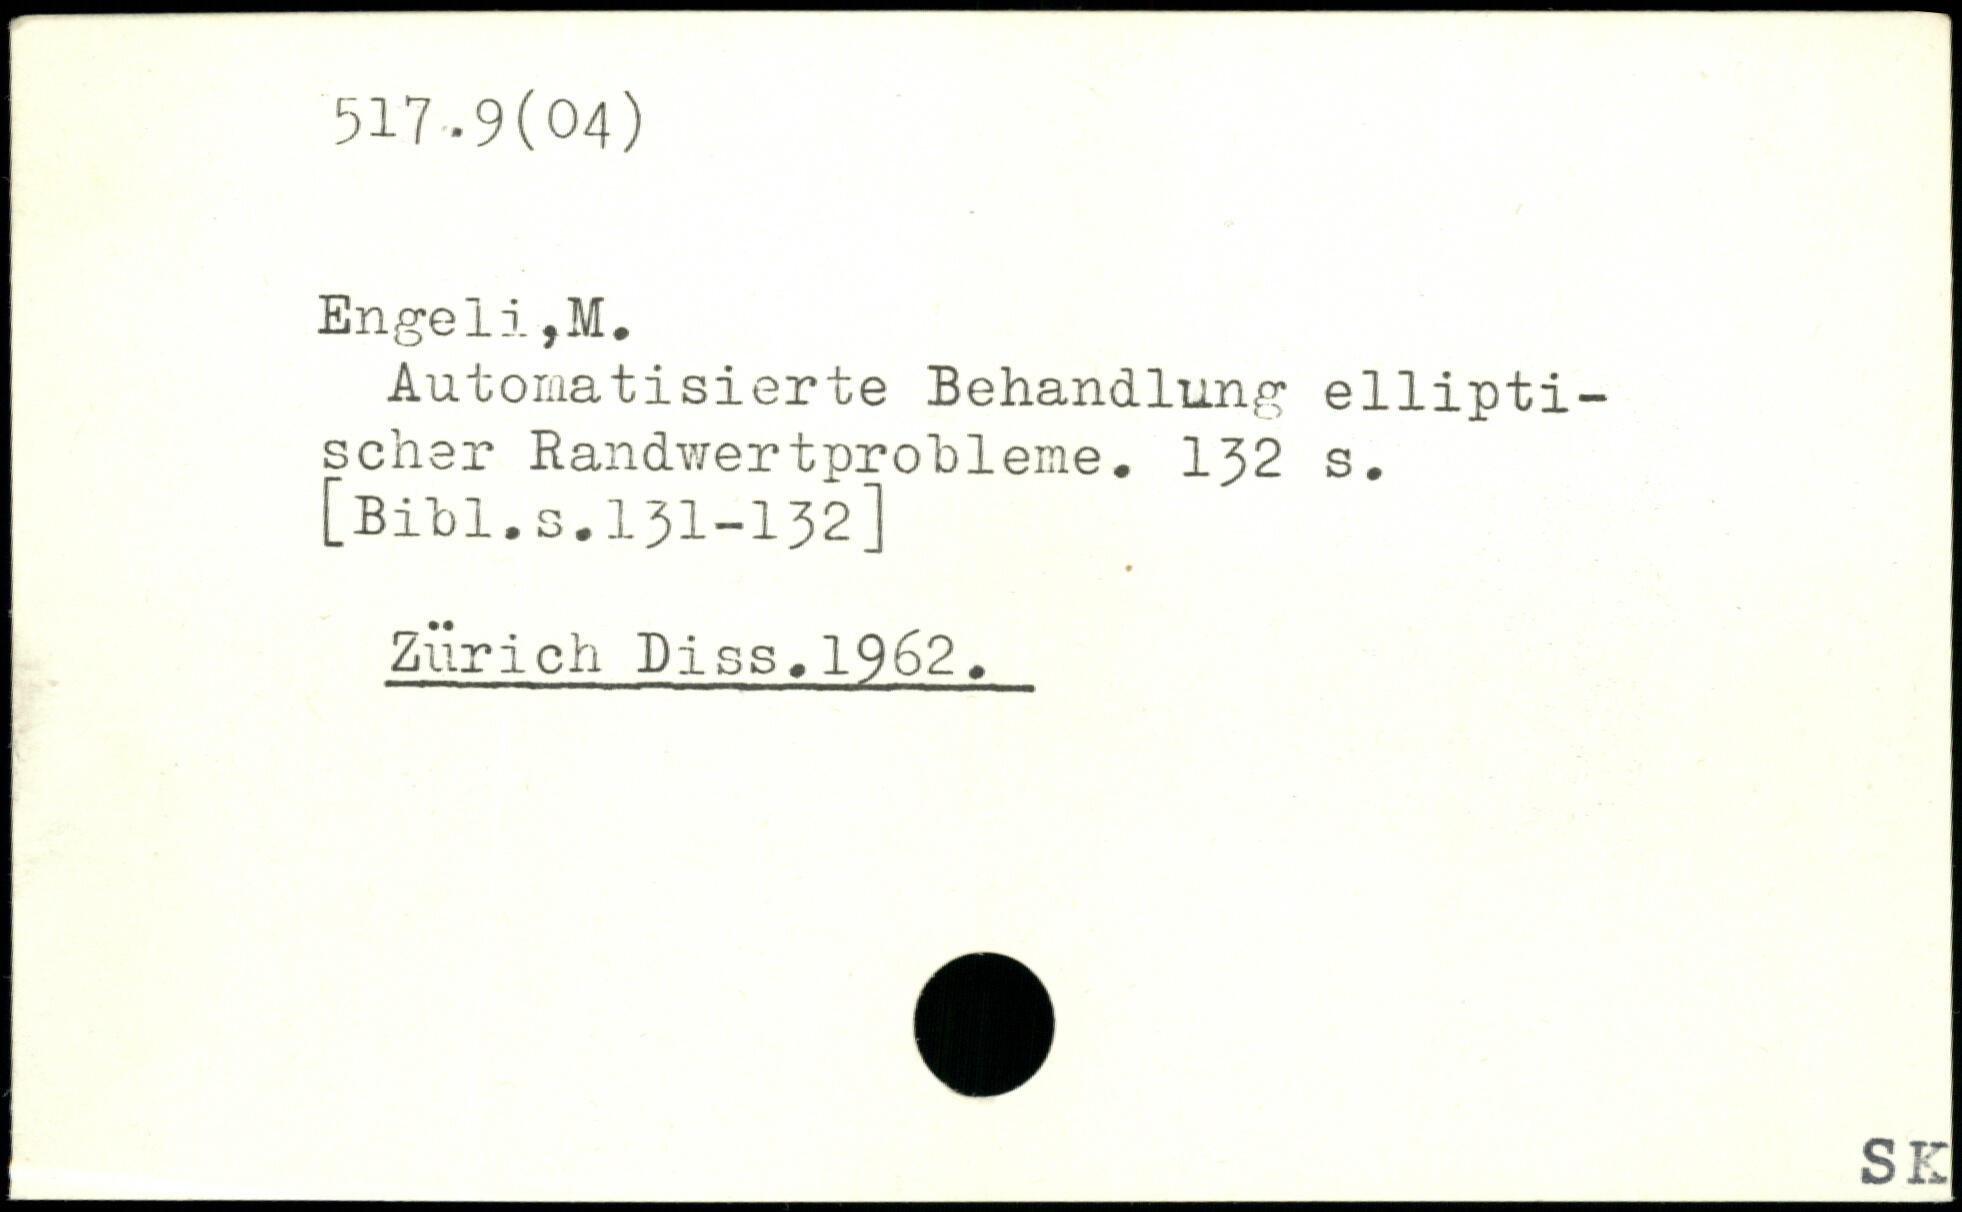 517.9(04)
Engeli,M.
Automatisierte Behandlung ellipti-
scher Randwertprobleme. 132 s.
[Bibl.s.131-132]
Zürich Diss.1962.
SK